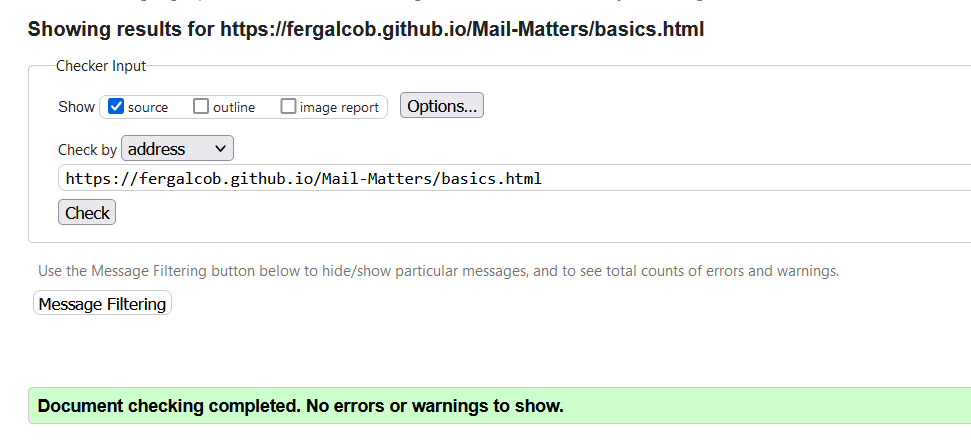 Showing results for https://fergalcob.github.io/Mail-Matters/basics.html
Checker Input
Show source outline image report Options...
Check by address
https://fergalcob.github.io/Mail-Matters/basics.html
Check
Use the Message Filtering button below to hide/show particular messages, and to see total counts of errors and warnings.
Message Filtering
Document checking completed. No errors or warnings to show.